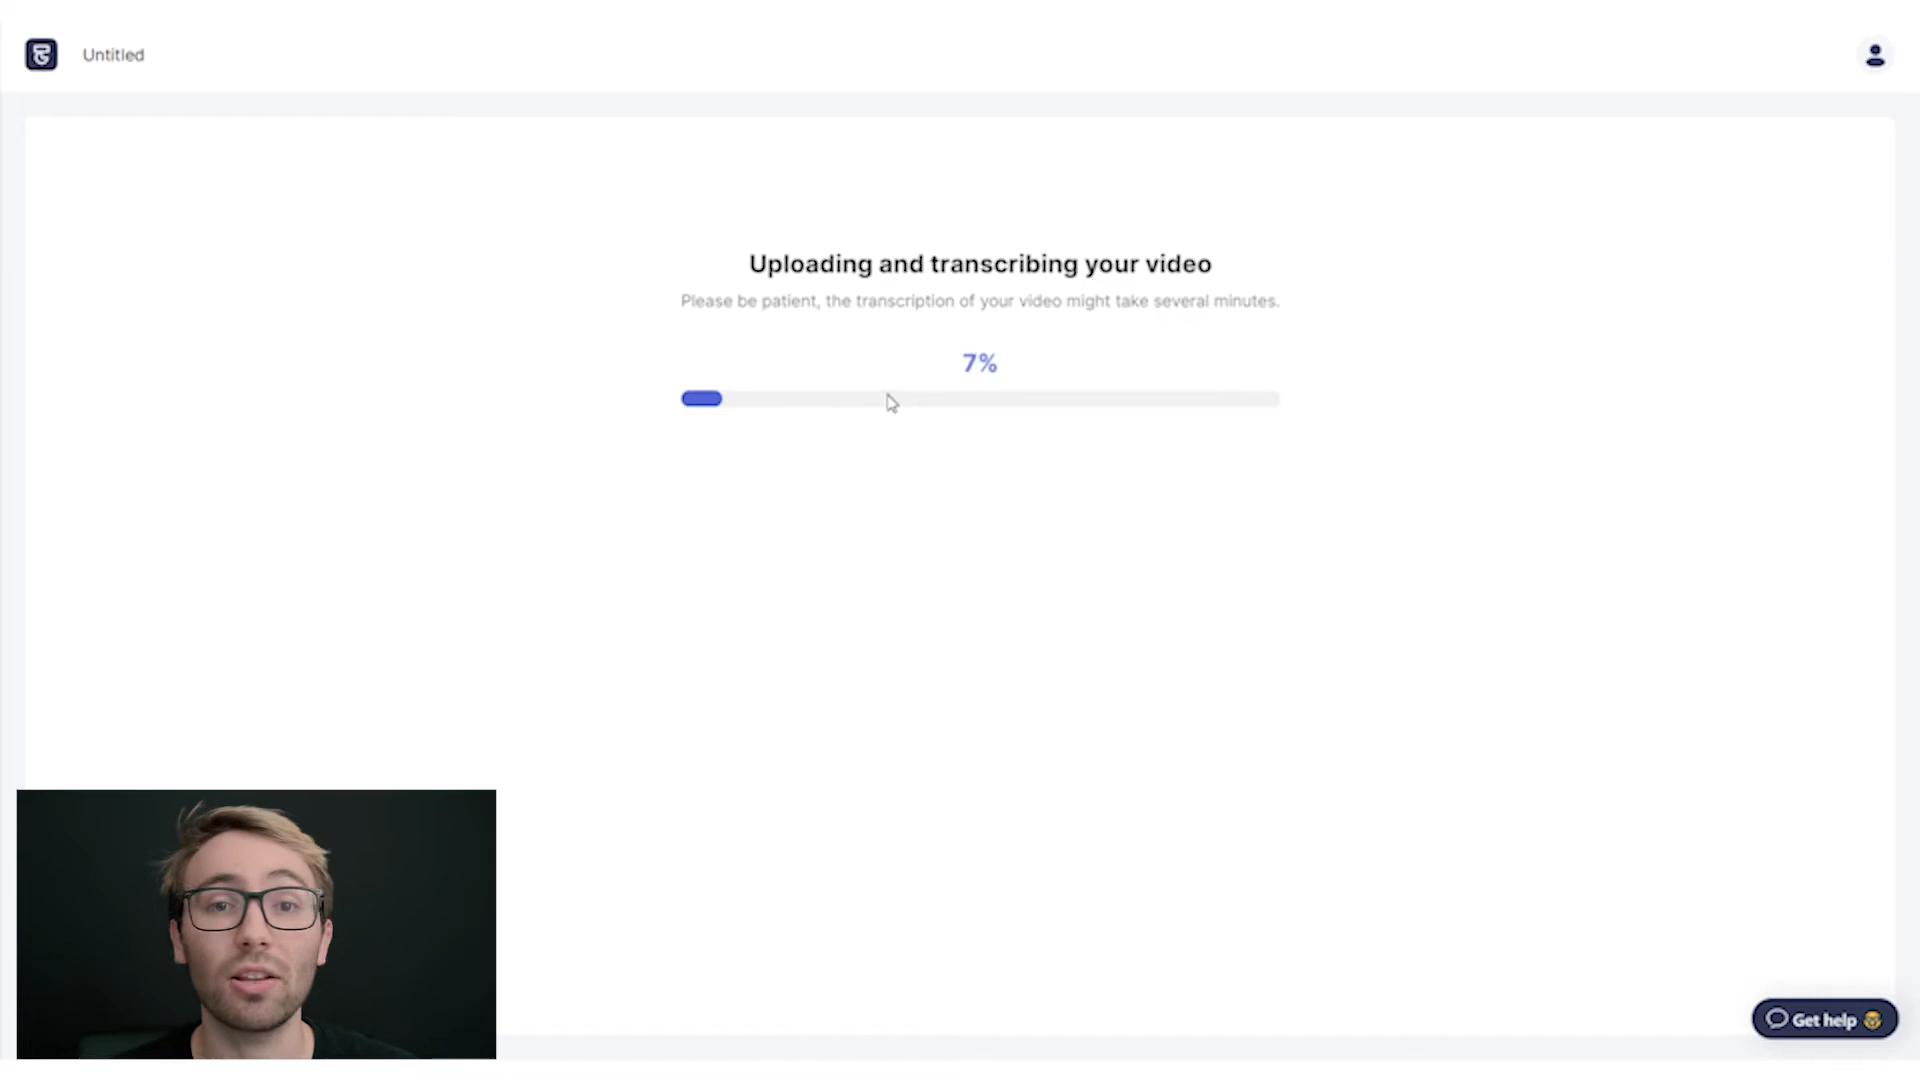 Untitled
Uploading and transcribing your video
Please be patient, the transcription of your video might take several minutes.
7%
Get help